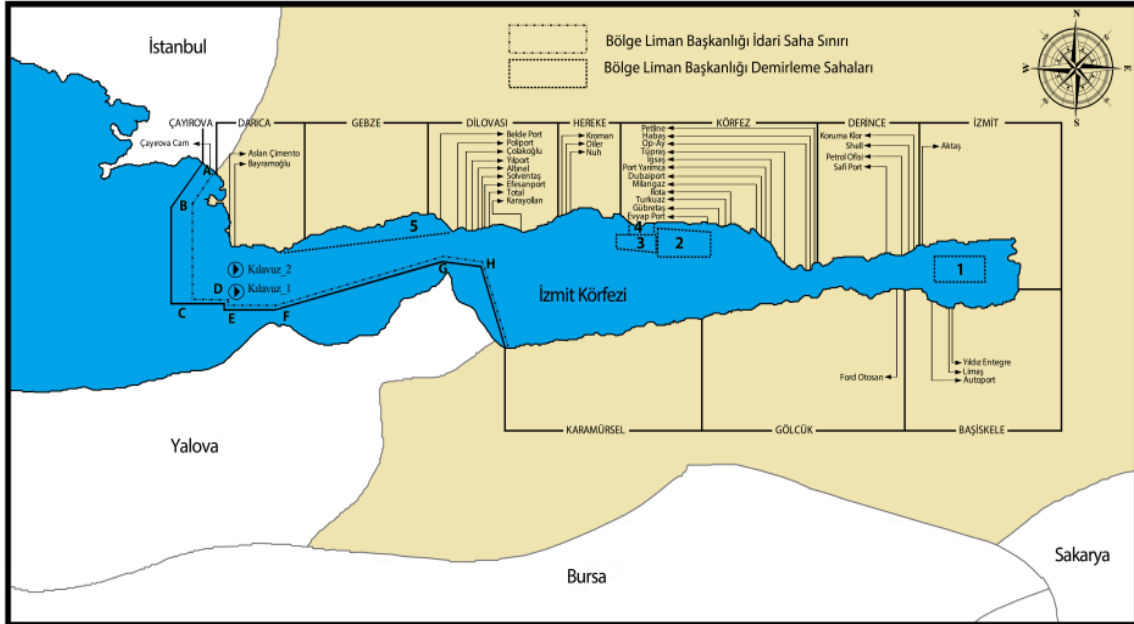 İstanbul
Bölge Liman Başkanlığı İdari Saha Sınırı
Bölge Liman Başkanlığı Demirleme Sahaları
N
W
E
S
ÇAYIROVA
DARICA
GEBZE
DİLOVASI
HEREKE
KÖRFEZ
DERİNCE
İZMİT
Çayırova Cam
Aslan Çimento
Bayramoğlu
Belde Port
Poliport
Çolakoğlu
Yılport
Altınel
Solventaş
Efesanport
Total
Karayolları
Kroman
Diler
Nuh
Petline
Habaş
Op-Ay
Tüpraş
İgsaş
Port Yarımca
Dubaiport
Milangaz
Rota
Turkuaz
Gübretaş
Evyap Port
Koruma Klor
Shell
Petrol Ofisi
Safi Port
Aktaş
A
B
C
D
E
F
G
H
5
4
3
2
1
Kılavuz_2
Kılavuz_1
İzmit Körfezi
Yıldız Entegre
Limaş
Autoport
Ford Otosan
KARAMÜRSEL
GÖLCÜK
BAŞİSKELE
Yalova
Bursa
Sakarya